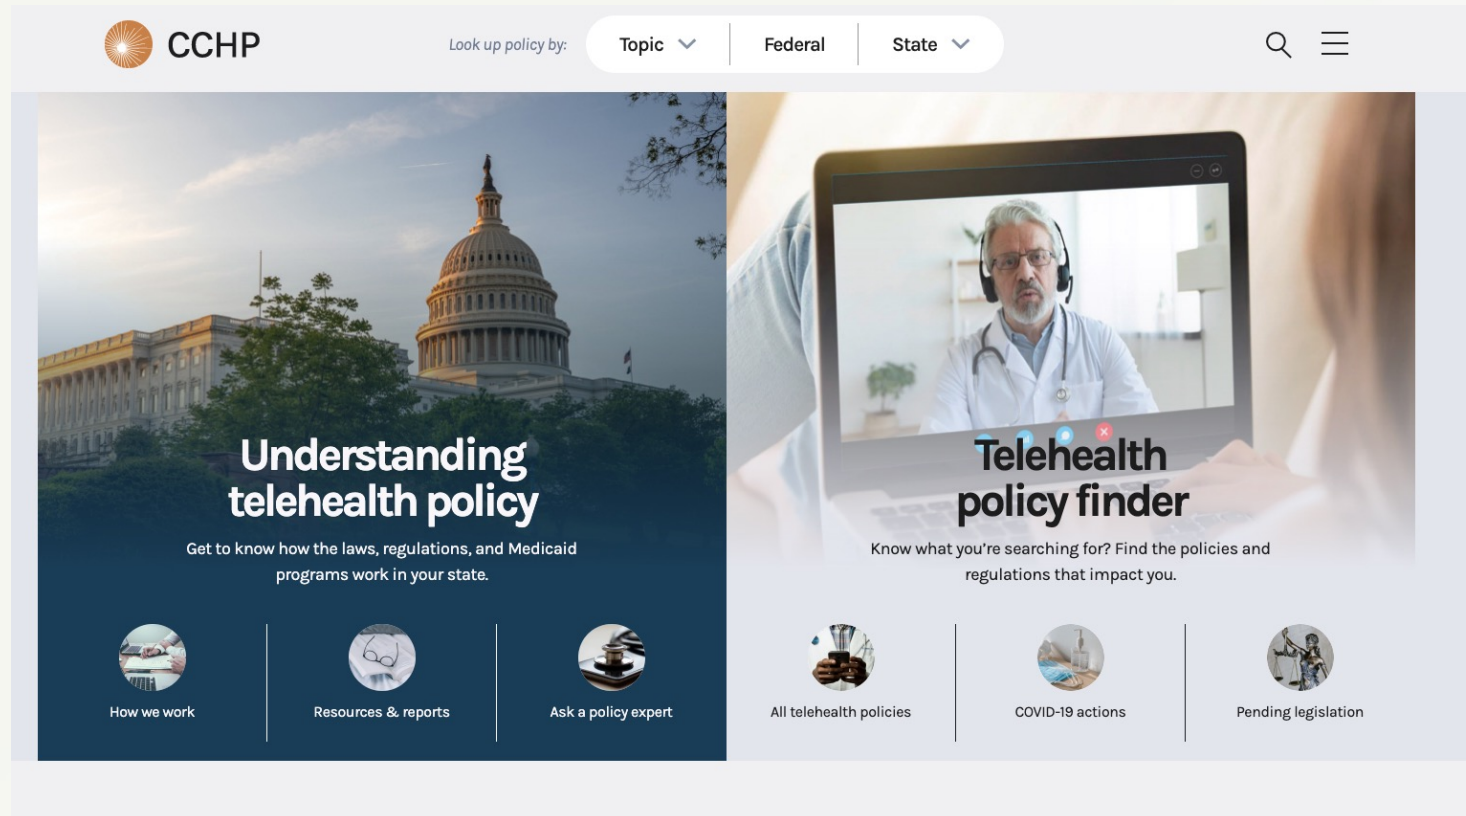 CCHP
Look up policy by:
Topic
Federal
State
Understanding
telehealth policy
Get to know how the laws, regulations, and Medicaid
programs work in your state.
How we work
Resources & reports
Ask a policy expert
Telehealth
policy finder
Know what you're searching for? Find the policies and
regulations that impact you.
All telehealth policies
COVID-19 actions
Pending legislation